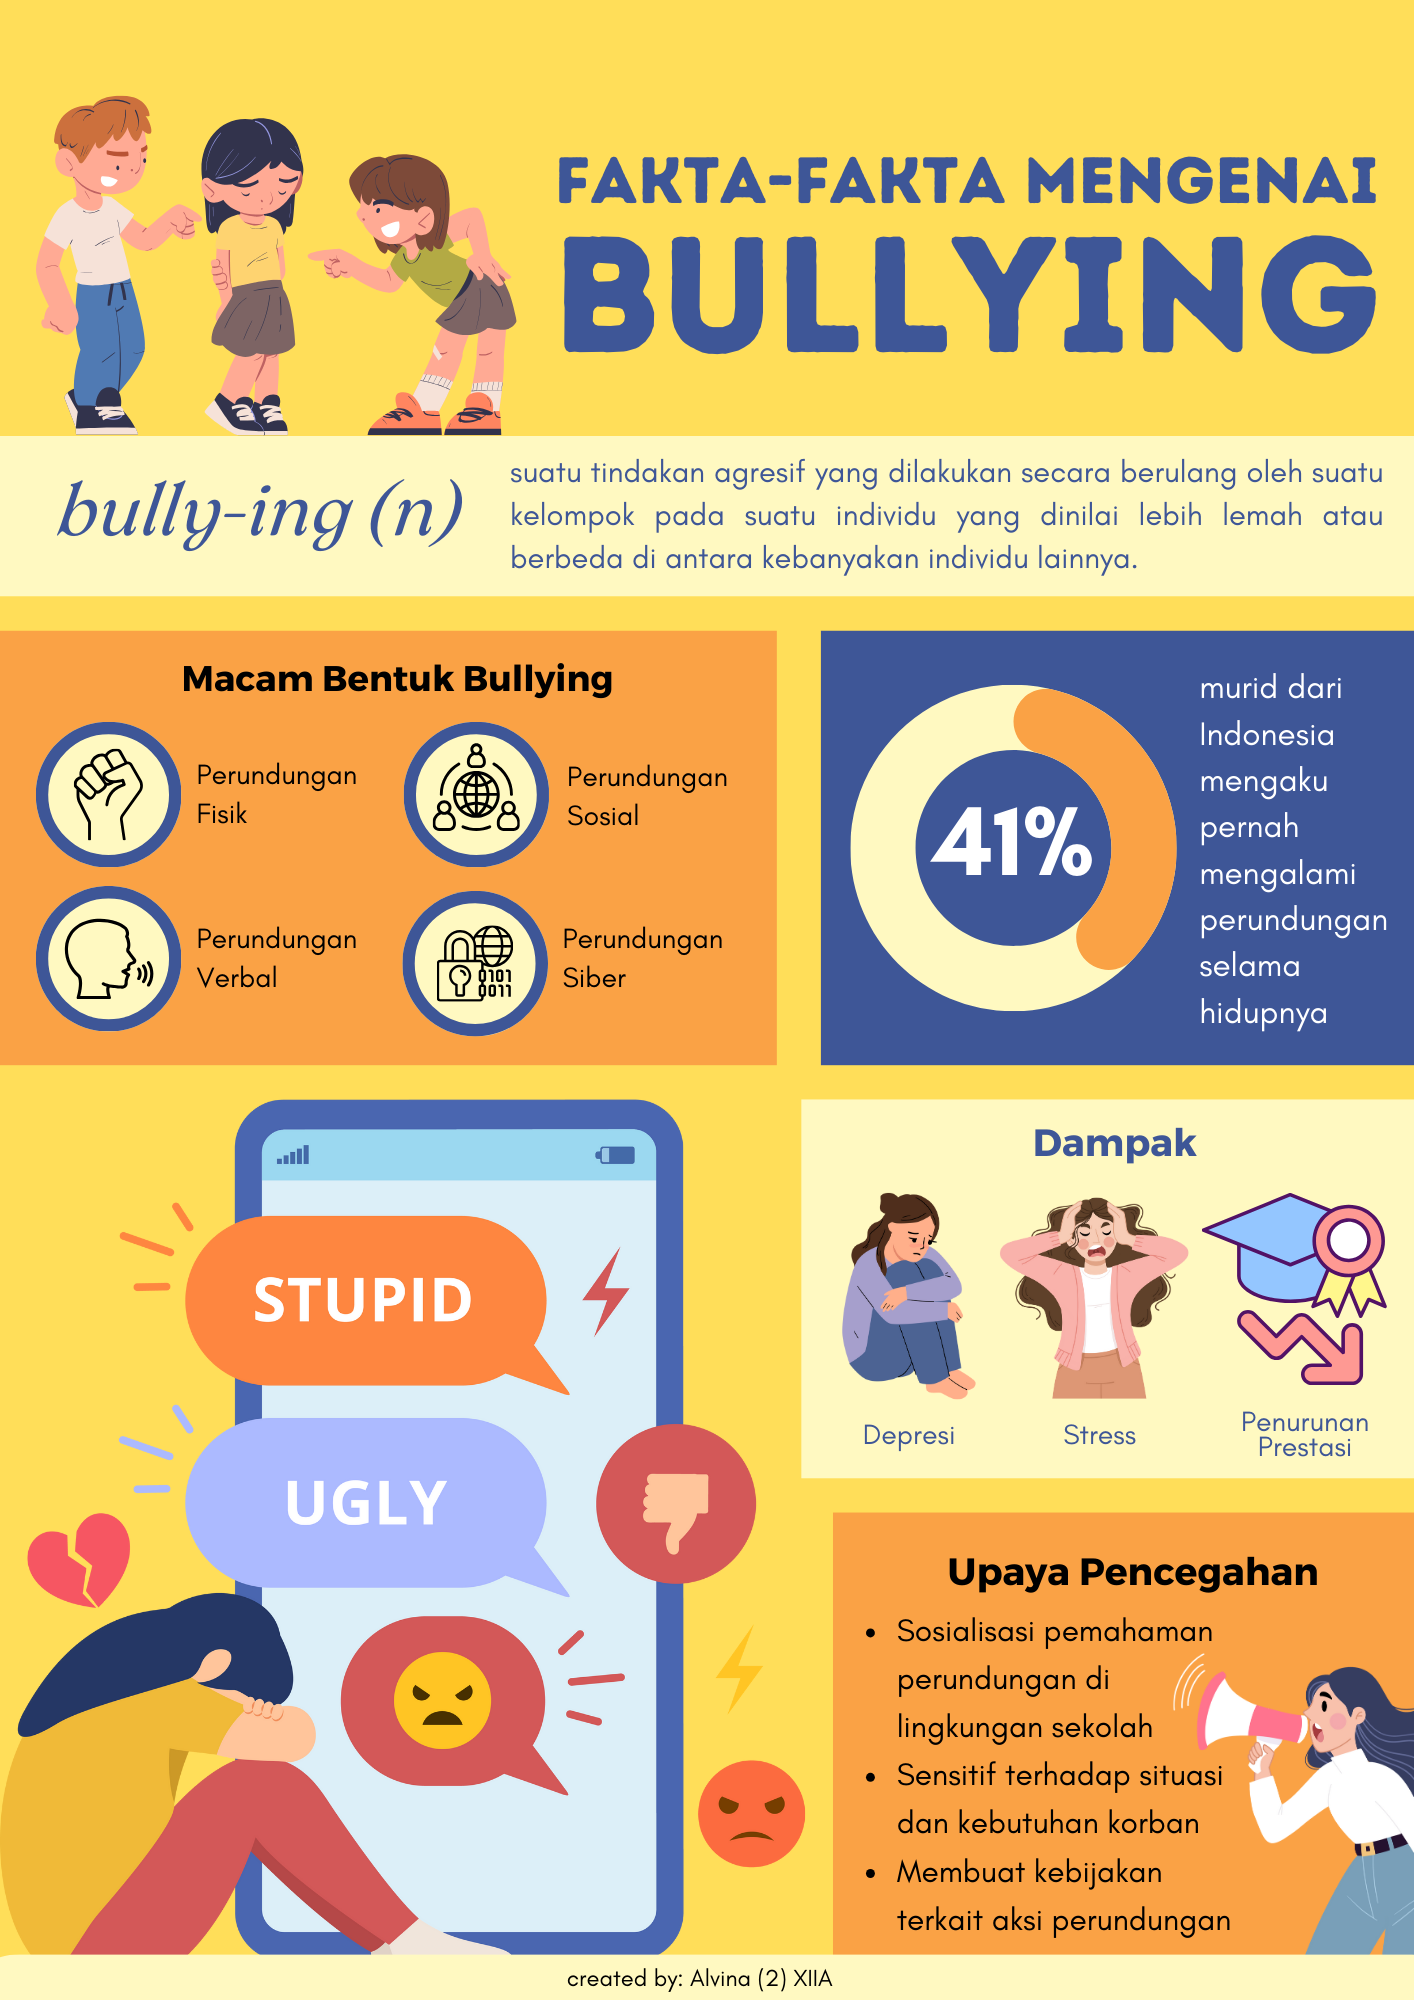 FAKTA-FAKTA MENGENAI
BULLYING
bully-ing (n)
suatu tindakan agresif yang dilakukan secara berulang oleh suatu
kelompok pada suatu individu yang dinilai lebih lemah atau
berbeda di antara kebanyakan individu lainnya.
Macam Bentuk Bullying
Perundungan
Fisik
Perundungan
Sosial
Perundungan
Verbal
0101
0011
Perundungan
Siber
41%
murid dari
Indonesia
mengaku
pernah
mengalami
perundungan
selama
hidupnya
STUPID
UGLY
Dampak
Depresi
Stress
Penurunan
Prestasi
Upaya Pencegahan
• Sosialisasi pemahaman
perundungan di
lingkungan sekolah
• Sensitif terhadap situasi
dan kebutuhan korban
• Membuat kebijakan
terkait aksi perundungan
created by: Alvina (2) XIIA